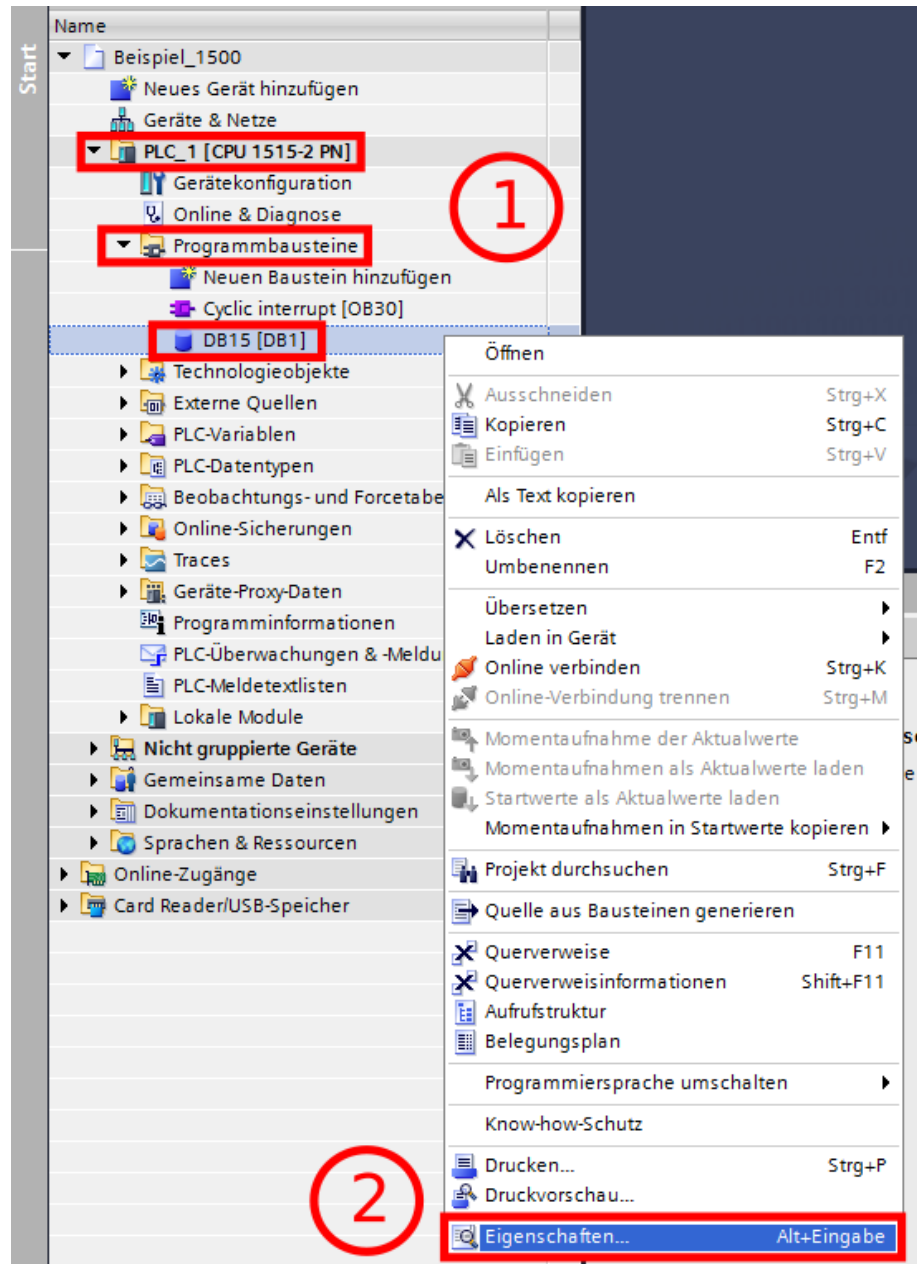 Start
Name
Beispiel_1500
Neues Gerät hinzufügen
Geräte & Netze
PLC_1 [CPU 1515-2 PN]
Gerätekonfiguration
1
Online & Diagnose
Programmbausteine
Neuen Baustein hinzufügen
Cyclic interrupt [OB30]
DB15 [DB1]
Technologieobjekte
Externe Quellen
PLC-Variablen
PLC-Datentypen
Beobachtungs- und Forcetabe
Online-Sicherungen
Traces
Geräte-Proxy-Daten
Programminformationen
PLC-Überwachungen & -Meldu
PLC-Meldetextlisten
Lokale Module
Nicht gruppierte Geräte
Gemeinsame Daten
Dokumentationseinstellungen
Sprachen & Ressourcen
Online-Zugänge
Card Reader/USB-Speicher
Öffnen
Ausschneiden Strg+X
Kopieren Strg+C
Einfügen Strg+V
Als Text kopieren
Löschen Entf
Umbenennen F2
Übersetzen
Laden in Gerät
Online verbinden Strg+K
Online-Verbindung trennen Strg+M
Momentaufnahme der Aktualwerte
Momentaufnahmen als Aktualwerte laden
Startwerte als Aktualwerte laden
Momentaufnahmen in Startwerte kopieren
Projekt durchsuchen Strg+F
Quelle aus Bausteinen generieren
Querverweise F11
Querverweisinformationen Shift+F11
Aufrufstruktur
Belegungsplan
Programmiersprache umschalten
Know-how-Schutz
Drucken... Strg+P
Druckvorschau...
2
Eigenschaften... Alt+Eingabe